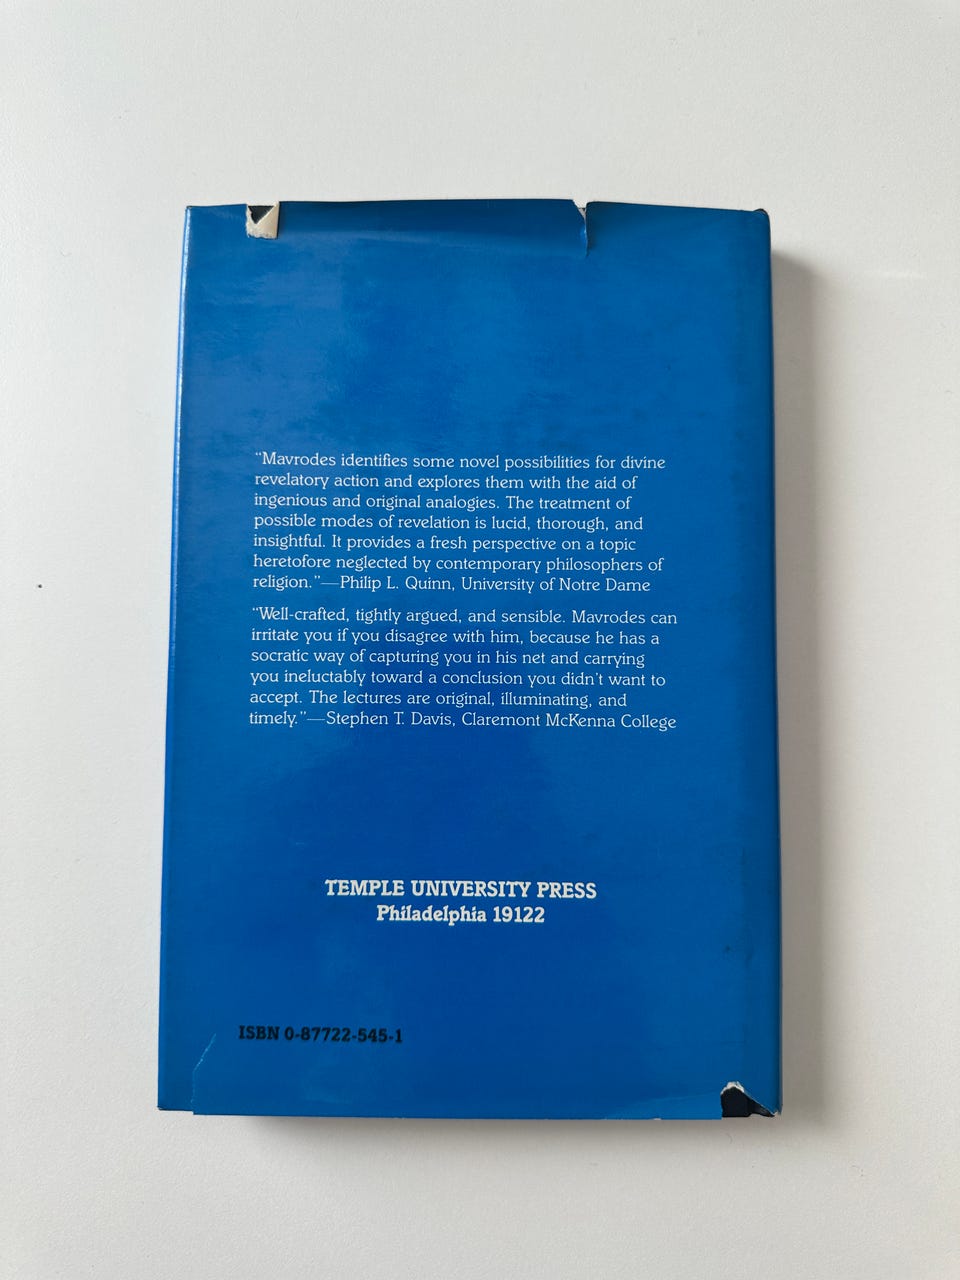 “Mavrodes identifies some novel possibilities for divine
revelatory action and explores them with the aid of
ingenious and original analogies. The treatment of
possible modes of revelation is lucid, thorough, and
insightful. It provides a fresh perspective on a topic
heretofore neglected by contemporary philosophers of
religion.”—Philip L. Quinn, University of Notre Dame
“Well-crafted, tightly argued, and sensible. Mavrodes can
irritate you if you disagree with him, because he has a
socratic way of capturing you in his net and carrying
you ineluctably toward a conclusion you didn’t want to
accept. The lectures are original, illuminating, and
timely.”—Stephen T. Davis, Claremont McKenna College
TEMPLE UNIVERSITY PRESS
Philadelphia 19122
ISBN 0-87722-545-1